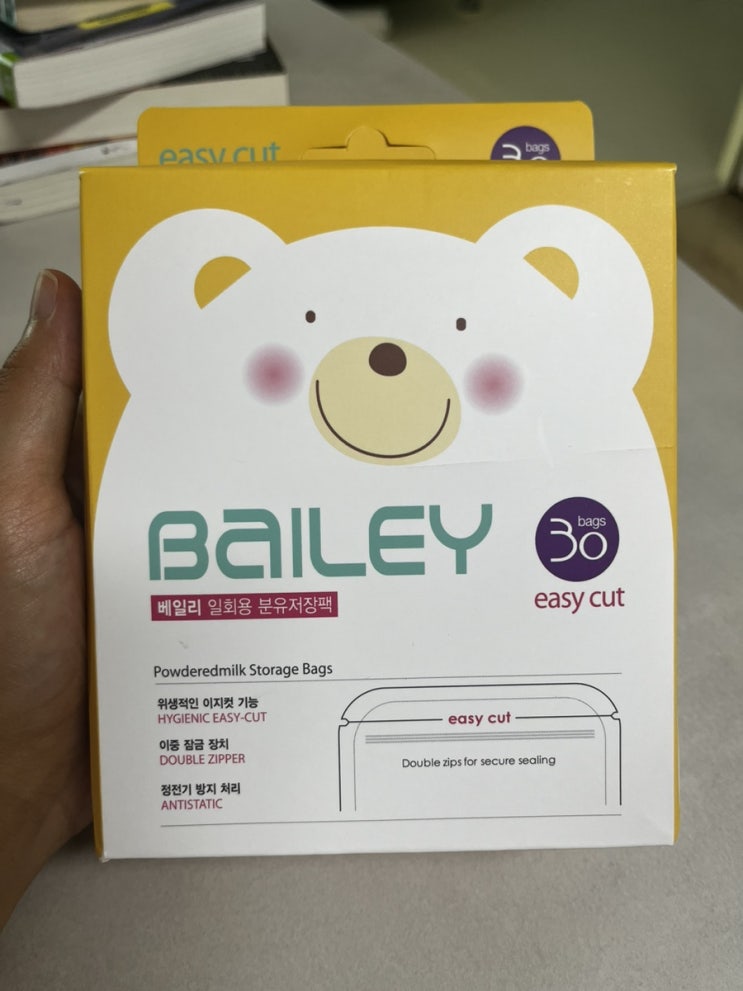 easy cut
30 bags
BaILEY
30 bags
easy cut
베일리 일회용 분유저장팩
Powderedmilk Storage Bags
위생적인 이지컷 기능
HYGIENIC EASY-CUT
이중 잠금 장치
DOUBLE ZIPPER
정전기 방지 처리
ANTISTATIC
easy cut
Double zips for secure sealing